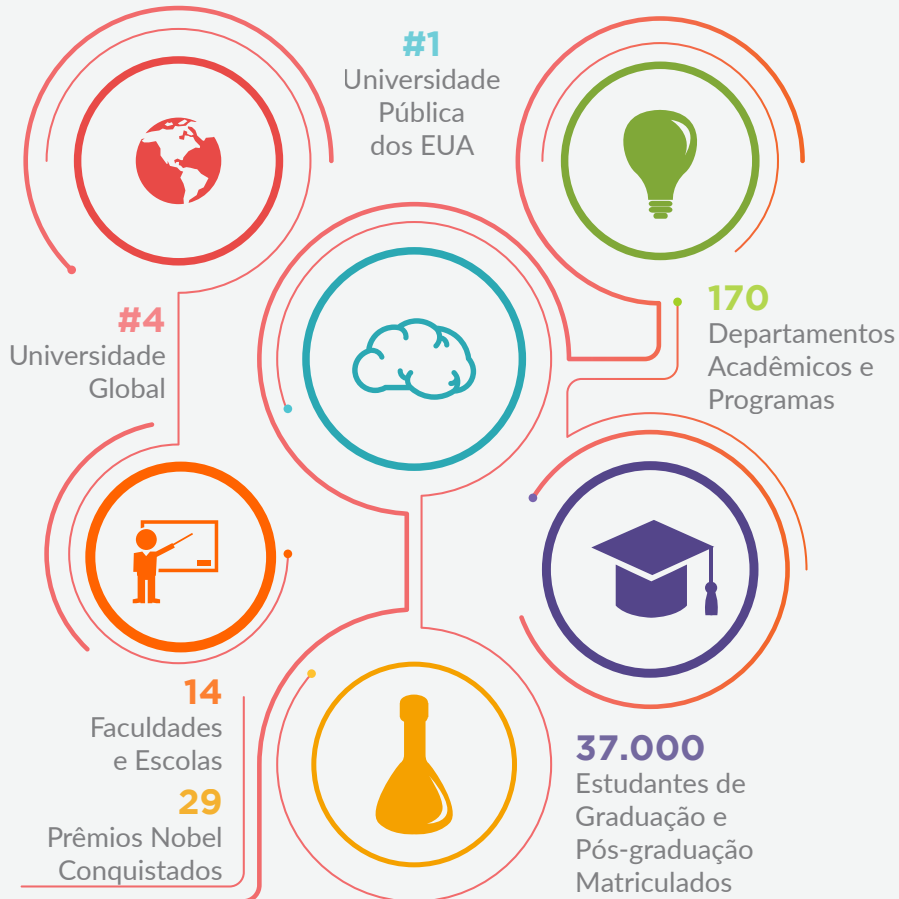 #1
Universidade
Pública
dos EUA
#4
Universidade
Global
170
Departamentos
Acadêmicos e
Programas
14
Faculdades
e Escolas
29
Prêmios Nobel
Conquistados
37.000
Estudantes de
Graduação e
Pós-graduação
Matriculados